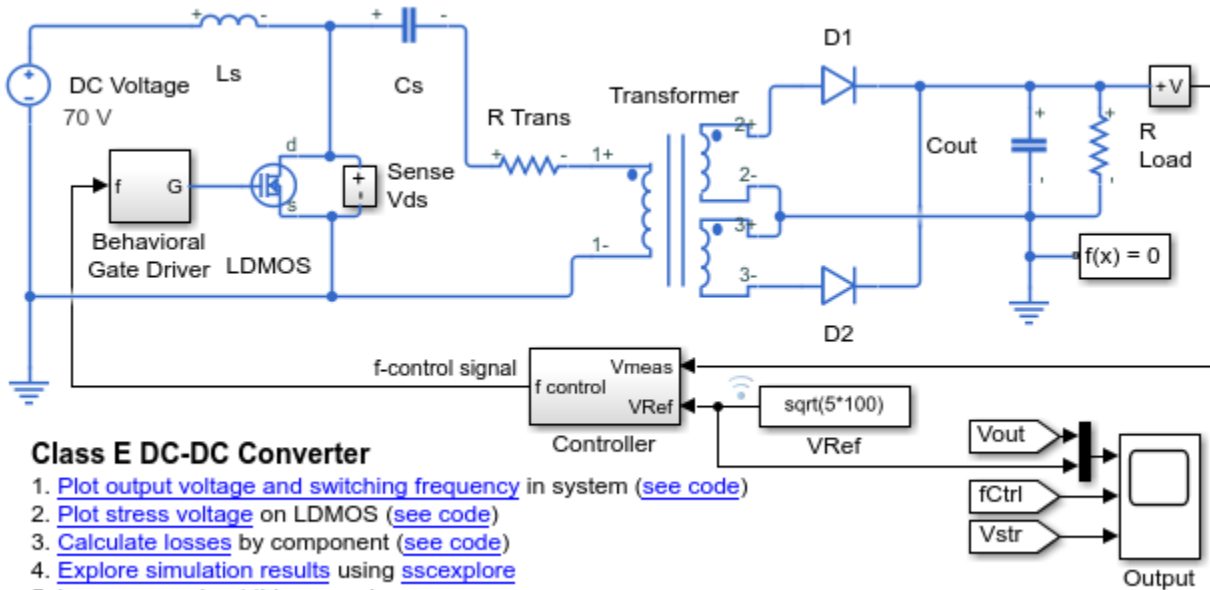 + -
+ -
D1
DC Voltage
70 V
Ls
Cs
R Trans
Transformer
2+
+V
+
-
+
+
R
Load
Cout
d
f G
s
+
-
Sense
Vds
+ -
1+
2-
3+
1-
3-
Behavioral
Gate Driver
LDMOS
f(x) = 0
D2
f-control signal
Vmeas
f control
VRef
sqrt(5*100)
VRef
Controller
Class E DC-DC Converter
1. Plot output voltage and switching frequency in system (see code)
2. Plot stress voltage on LDMOS (see code)
3. Calculate losses by component (see code)
4. Explore simulation results using sscexplore
Vout
fCtrl
Vstr
Output